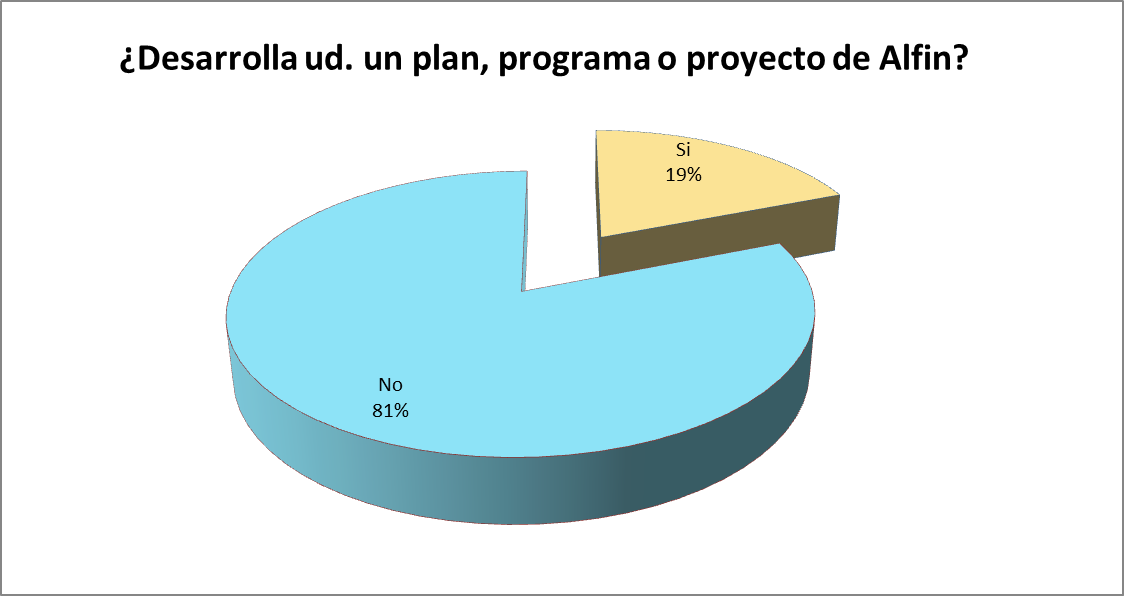 ¿Desarrolla ud. un plan, programa o proyecto de Alfin?
Si
19%
No
81%